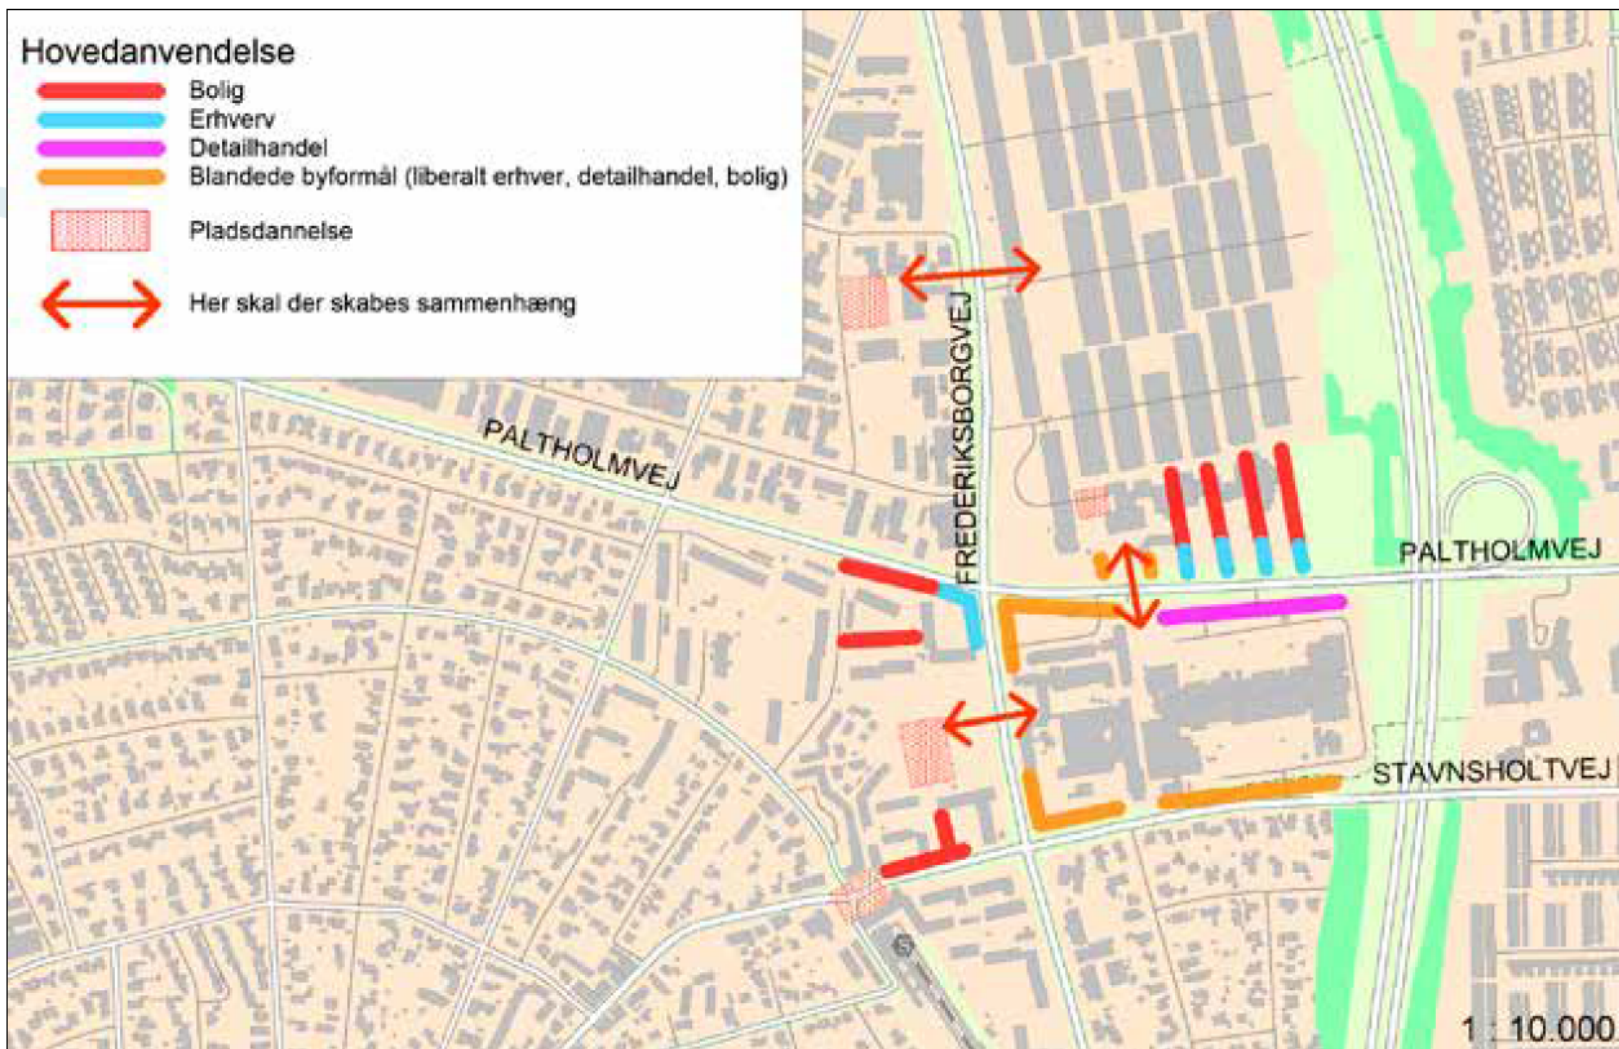 Hovedanvendelse
Bolig
Erhverv
Detailhandel
Blandede byformål (liberalt erhver, detailhandel, bolig)
Pladsdannelse
Her skal der skabes sammenhæng
FREDERIKSBORGVEJ
PALTHOLMVEJ
PALTHOLMVEJ
STAVNSHOLTVEJ
S
1 : 10.000